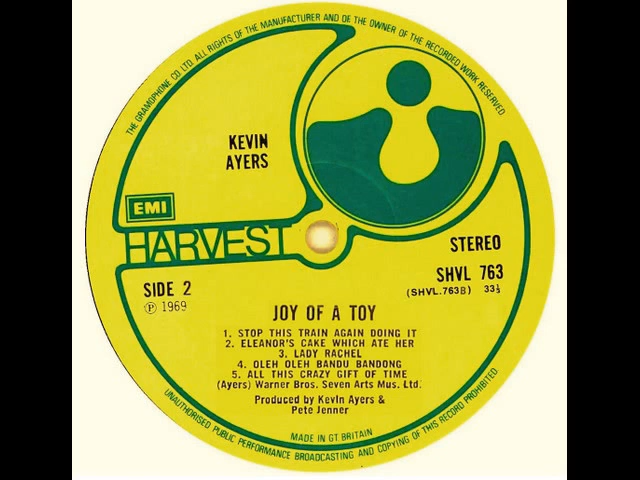 THE GRAMOPHONE CO. LTD. ALL RIGHTS OF THE MANUFACTURER AND OF THE OWNER OF THE RECORDED WORK RESERVED
KEVIN
AYERS
EMI
HARVEST
STEREO
SHVL 763
(SHVL.763B) 33⅓
SIDE 2
Ⓟ 1969
JOY OF A TOY
1. STOP THIS TRAIN AGAIN DOING IT
2. ELEANOR'S CAKE WHICH ATE HER
3. LADY RACHEL
4. OLEH OLEH BANDU BANDONG
5. ALL THIS CRAZY GIFT OF TIME
(Ayers) Warner Bros. Seven Arts Mus. Ltd.
Produced by Kevin Ayers &
Pete Jenner
MADE IN GT BRITAIN
UNAUTHORISED PUBLIC PERFORMANCE BROADCASTING AND COPYING OF THIS RECORD PROHIBITED